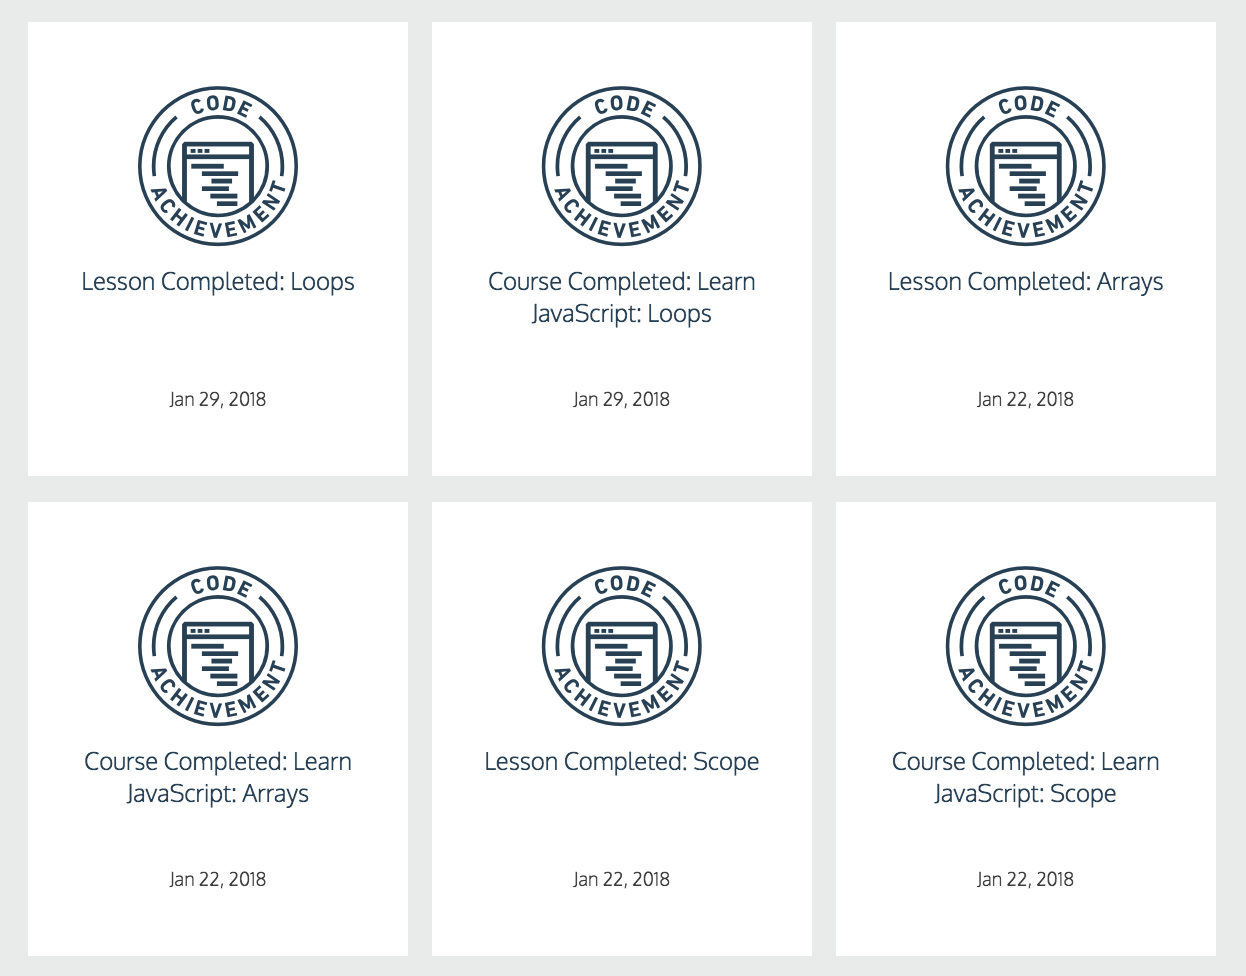 CODE
ACHIEVEMENT
Lesson Completed: Loops
Jan 29, 2018
CODE
ACHIEVEMENT
Course Completed: Learn
JavaScript: Loops
Jan 29, 2018
CODE
ACHIEVEMENT
Lesson Completed: Arrays
Jan 22, 2018
CODE
ACHIEVEMENT
Course Completed: Learn
JavaScript: Arrays
Jan 22, 2018
CODE
ACHIEVEMENT
Lesson Completed: Scope
Jan 22, 2018
CODE
ACHIEVEMENT
Course Completed: Learn
JavaScript: Scope
Jan 22, 2018